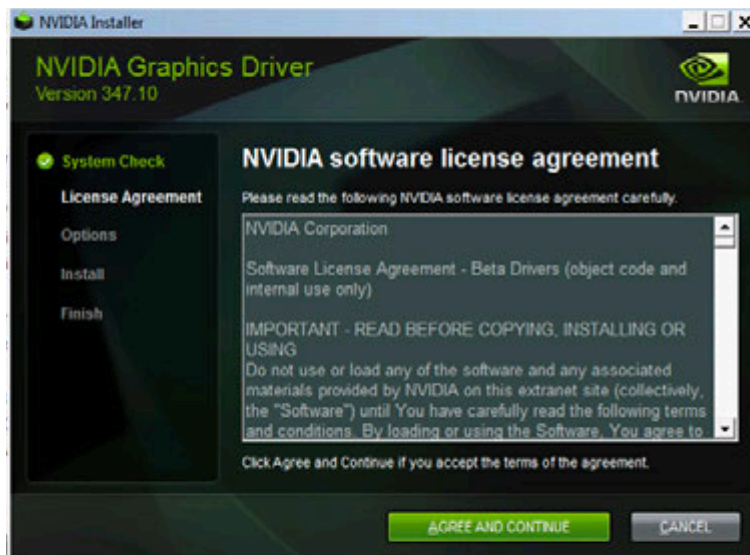 NVIDIA Installer
NVIDIA Graphics Driver
Version 347.10
NVIDIA
System Check
License Agreement
Options
Install
Finish
NVIDIA software license agreement
Please read the following NVIDIA software license agreement carefully.
NVIDIA Corporation
Software License Agreement - Beta Drivers (object code and
internal use only)
IMPORTANT - READ BEFORE COPYING, INSTALLING OR
USING
Do not use or load any of the software and any associated
materials provided by NVIDIA on this extranet site (collectively,
the "Software") until You have carefully read the following terms
and conditions. By loading or using the Software, You agree to
Click Agree and Continue if you accept the terms of the agreement.
AGREE AND CONTINUE
CANCEL